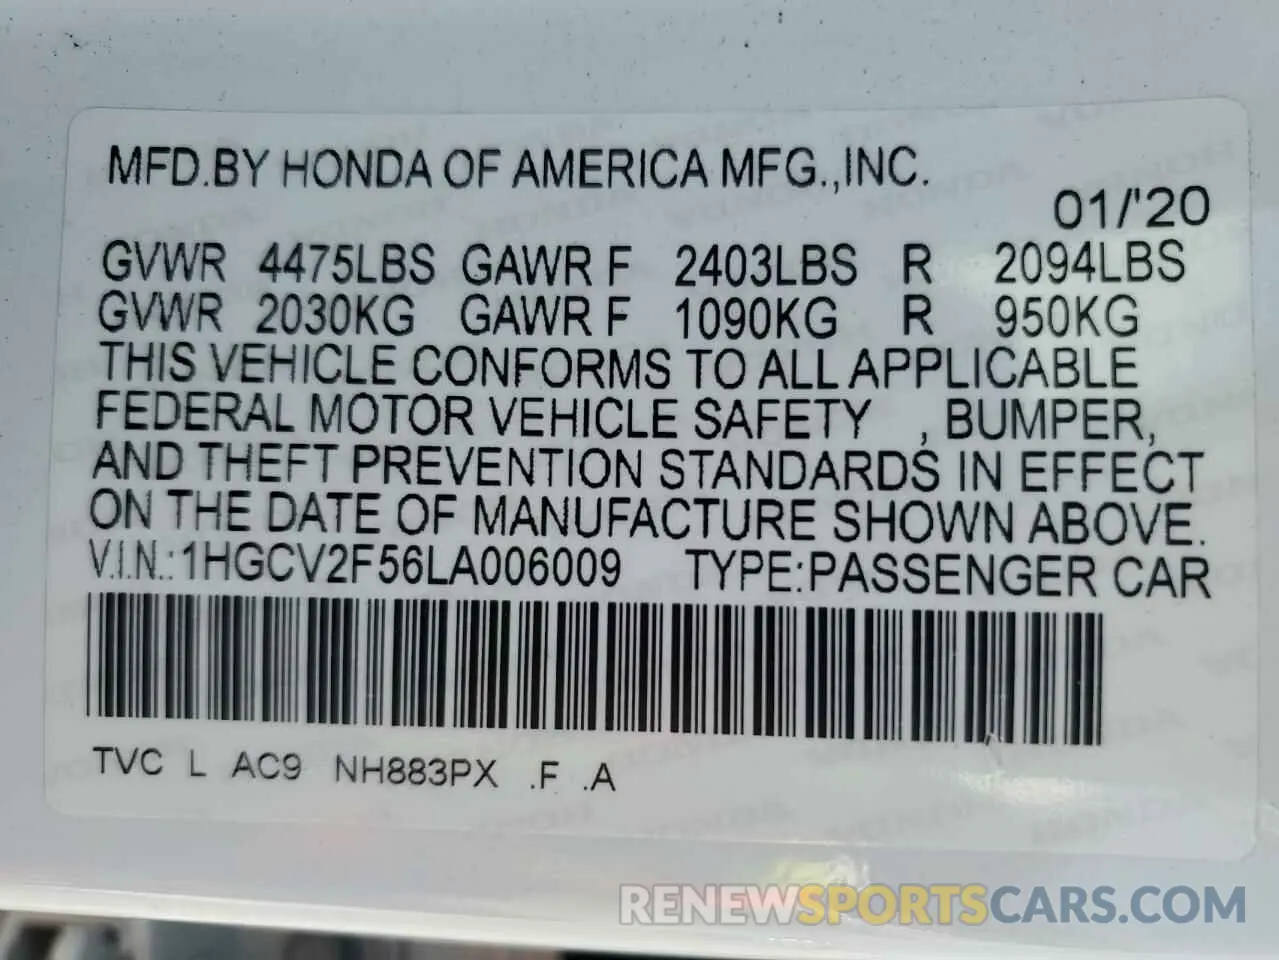 MFD.BY HONDA OF AMERICA MFG.,INC.
01/'20
GVWR 4475LBS GAWR F 2403LBS R 2094LBS
GVWR 2030KG GAWR F 1090KG R 950KG
THIS VEHICLE CONFORMS TO ALL APPLICABLE
FEDERAL MOTOR VEHICLE SAFETY , BUMPER,
AND THEFT PREVENTION STANDARDS IN EFFECT
ON THE DATE OF MANUFACTURE SHOWN ABOVE.
V.I.N.:1HGCV2F56LA006009 TYPE:PASSENGER CAR
TVC L AC9 NH883PX .F .A
RENEWSPORTSCARS.COM